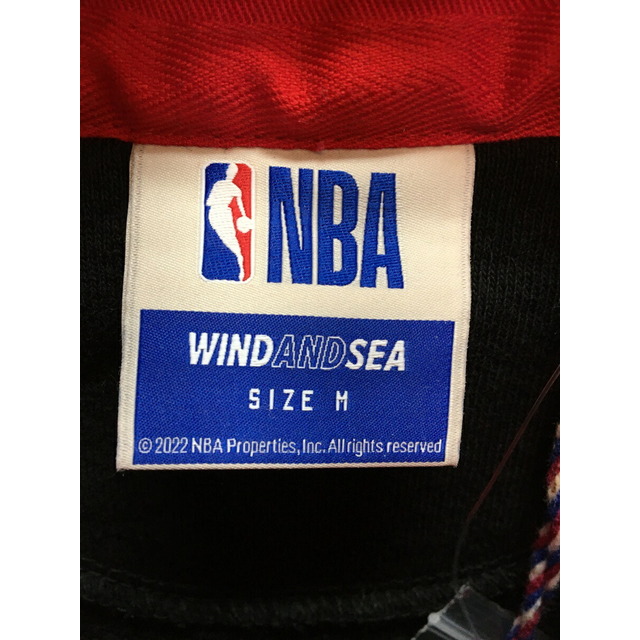 NBA
WINDANDSEA
SIZE M
© 2022 NBA Properties, Inc. All rights reserved